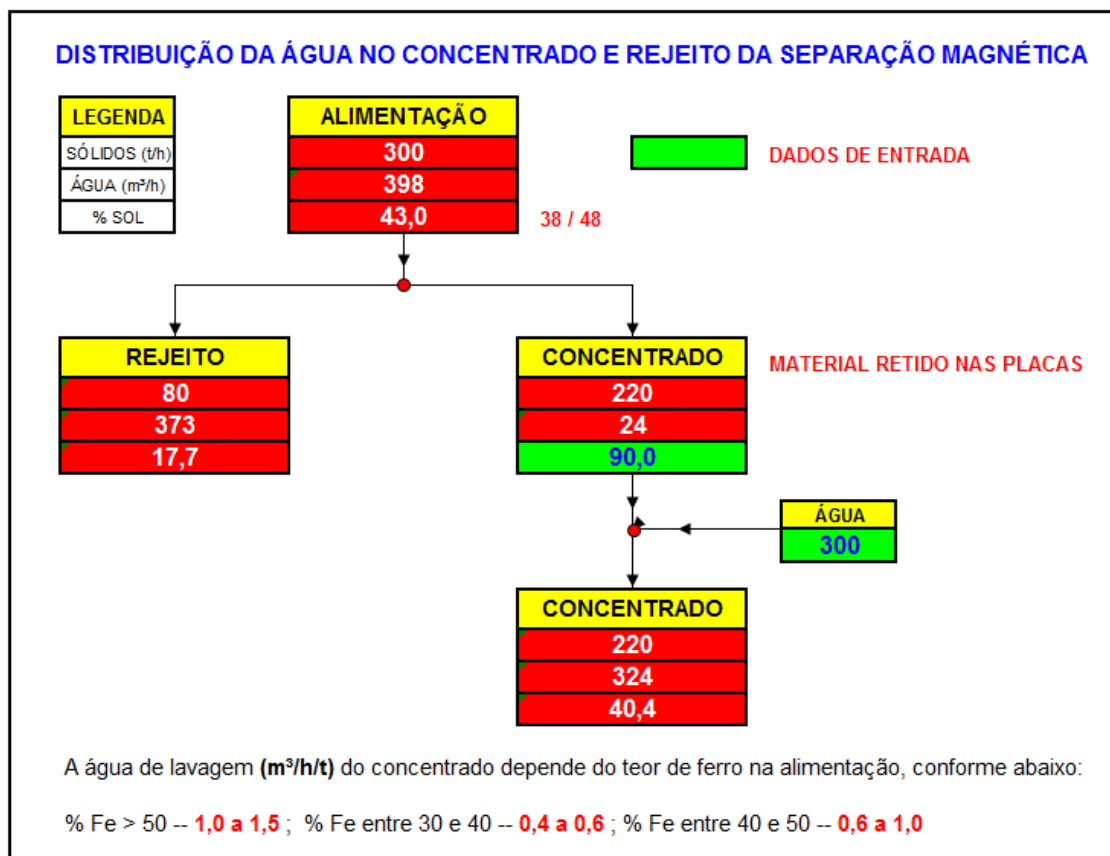 DISTRIBUIÇÃO DA ÁGUA NO CONCENTRADO E REJEITO DA SEPARAÇÃO MAGNÉTICA
LEGENDA
SÓLIDOS (t/h)
ÁGUA (m³/h)
% SOL
ALIMENTAÇÃO
300
398
43,0
38 / 48
DADOS DE ENTRADA
REJEITO
80
373
17,7
CONCENTRADO
220
24
90,0
MATERIAL RETIDO NAS PLACAS
ÁGUA
300
CONCENTRADO
220
324
40,4
A água de lavagem (m³/h/t) do concentrado depende do teor de ferro na alimentação, conforme abaixo:
% Fe > 50 -- 1,0 a 1,5 ; % Fe entre 30 e 40 -- 0,4 a 0,6 ; % Fe entre 40 e 50 -- 0,6 a 1,0